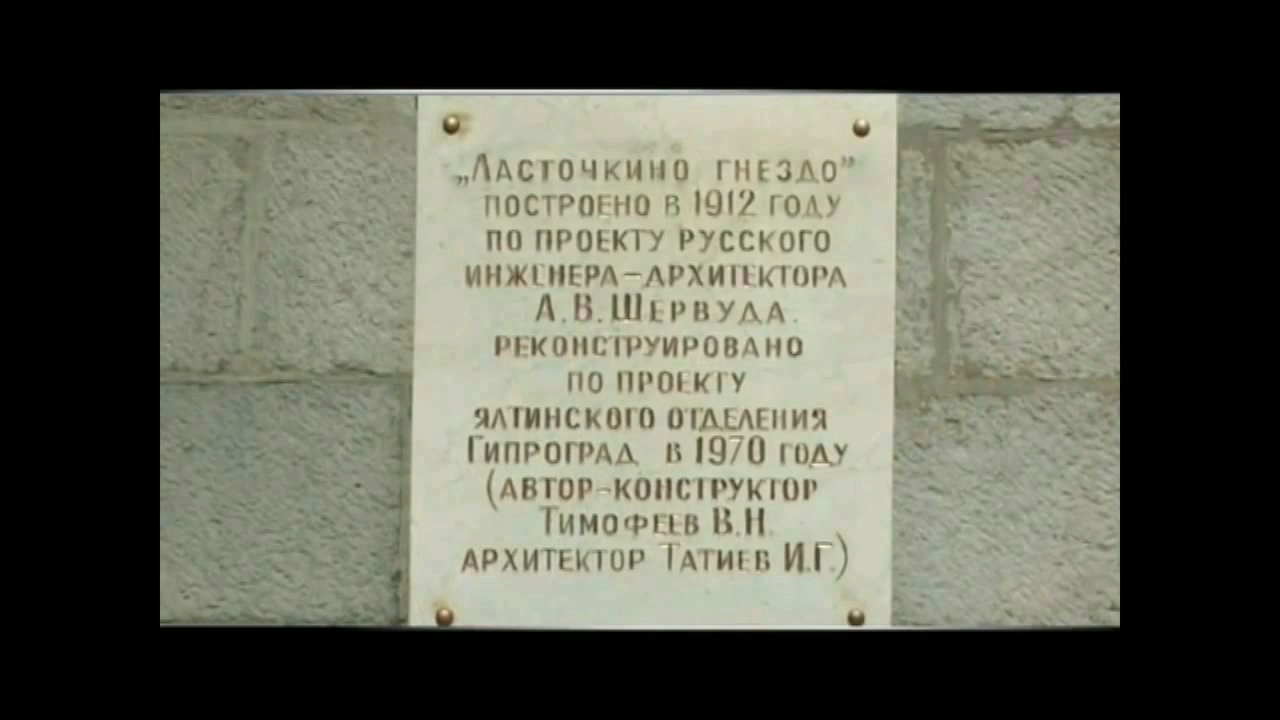 „Ласточкино гнездо”
построено в 1912 году
по проекту русского
инженера-архитектора
А.В.Шервуда.
реконструировано
по проекту
ялтинского отделения
Гипроград в 1970 году
(автор-конструктор
Тимофеев В.Н.
архитектор Татиев И.Г.)